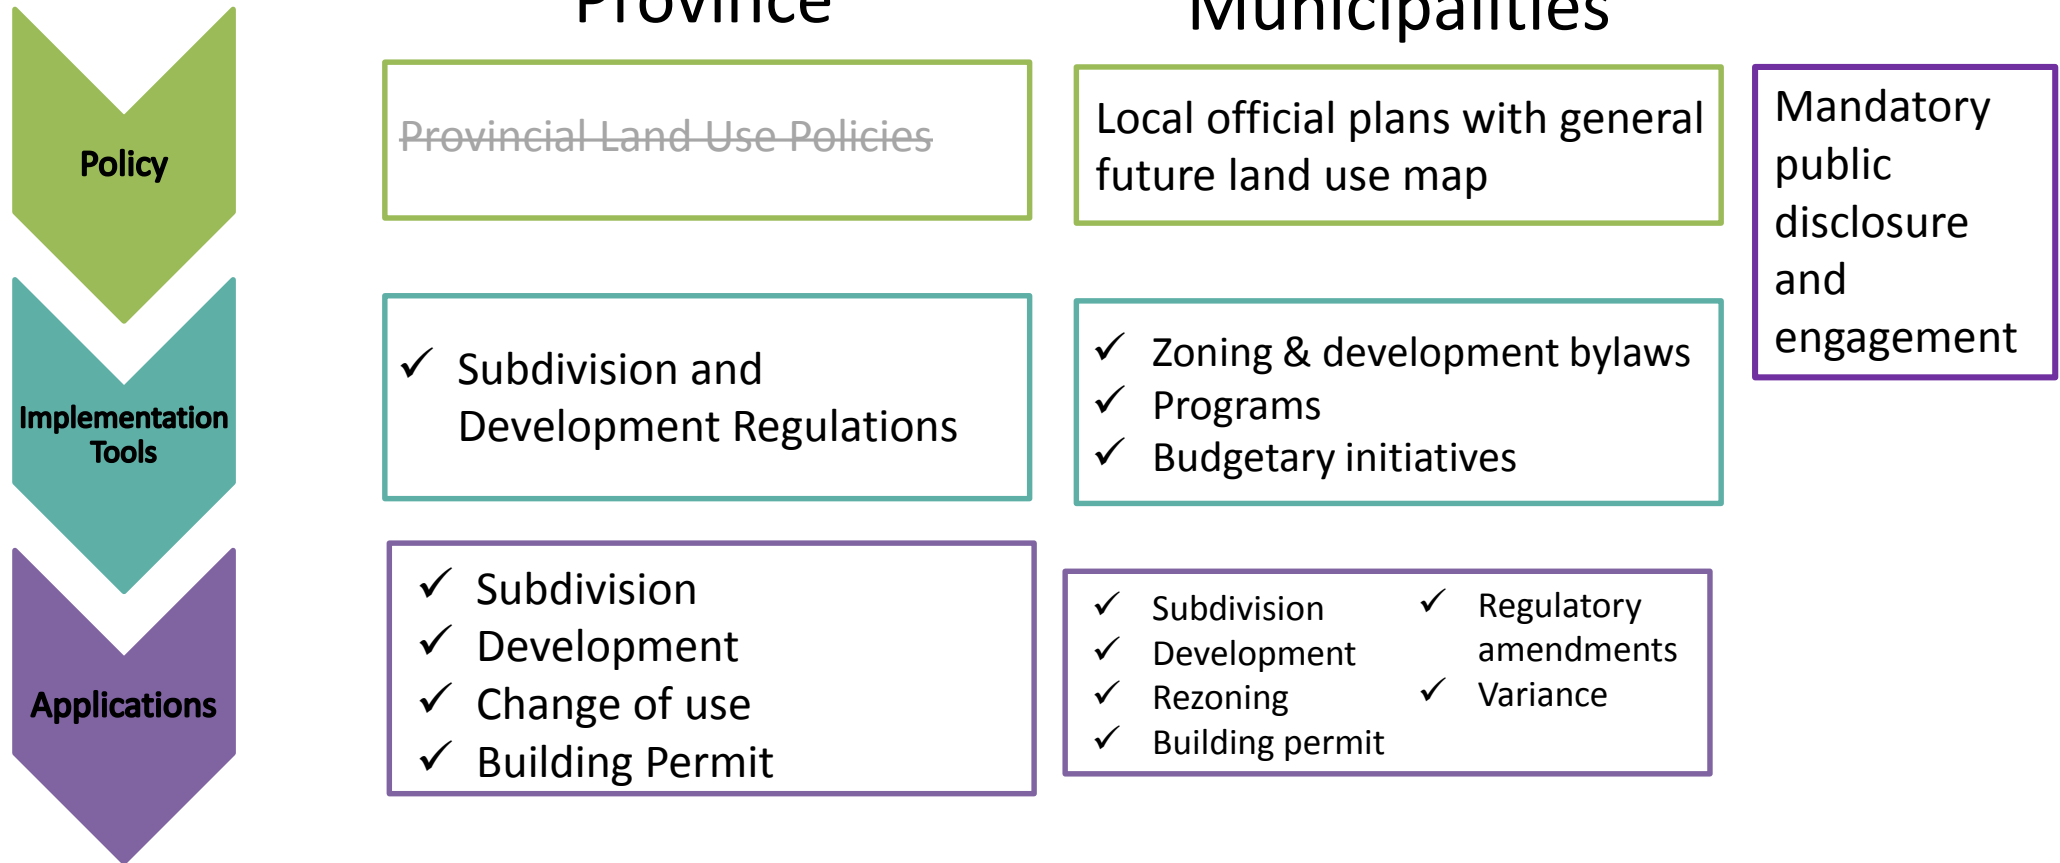 Province
Municipalities
Policy
Provincial Land Use Policies
Local official plans with general
future land use map
Mandatory
public
disclosure
and
engagement
Implementation
Tools
✓ Subdivision and
Development Regulations
✓ Zoning & development bylaws
✓ Programs
✓ Budgetary initiatives
Applications
✓ Subdivision
✓ Development
✓ Change of use
✓ Building Permit
✓ Subdivision
✓ Development
✓ Rezoning
✓ Building permit
✓ Regulatory
amendments
✓ Variance